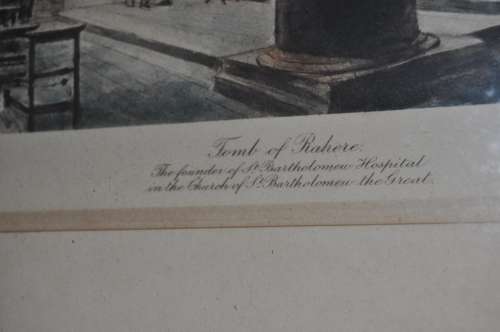 Tomb of Rahere.
The founder of St. Bartholomew Hospital
in the Church of St. Bartholomew the Great.